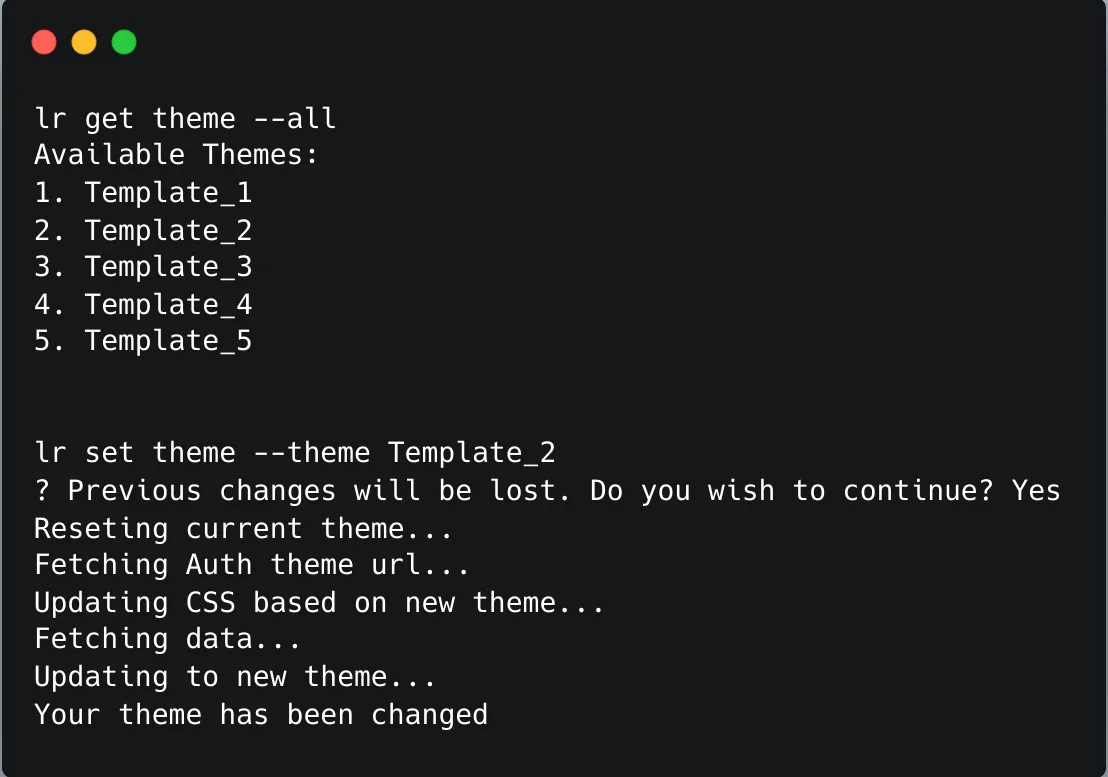 lr get theme --all
Available Themes:
1. Template_1
2. Template_2
3. Template_3
4. Template_4
5. Template_5
lr set theme --theme Template_2
? Previous changes will be lost. Do you wish to continue? Yes
Reseting current theme...
Fetching Auth theme url...
Updating CSS based on new theme...
Fetching data...
Updating to new theme...
Your theme has been changed